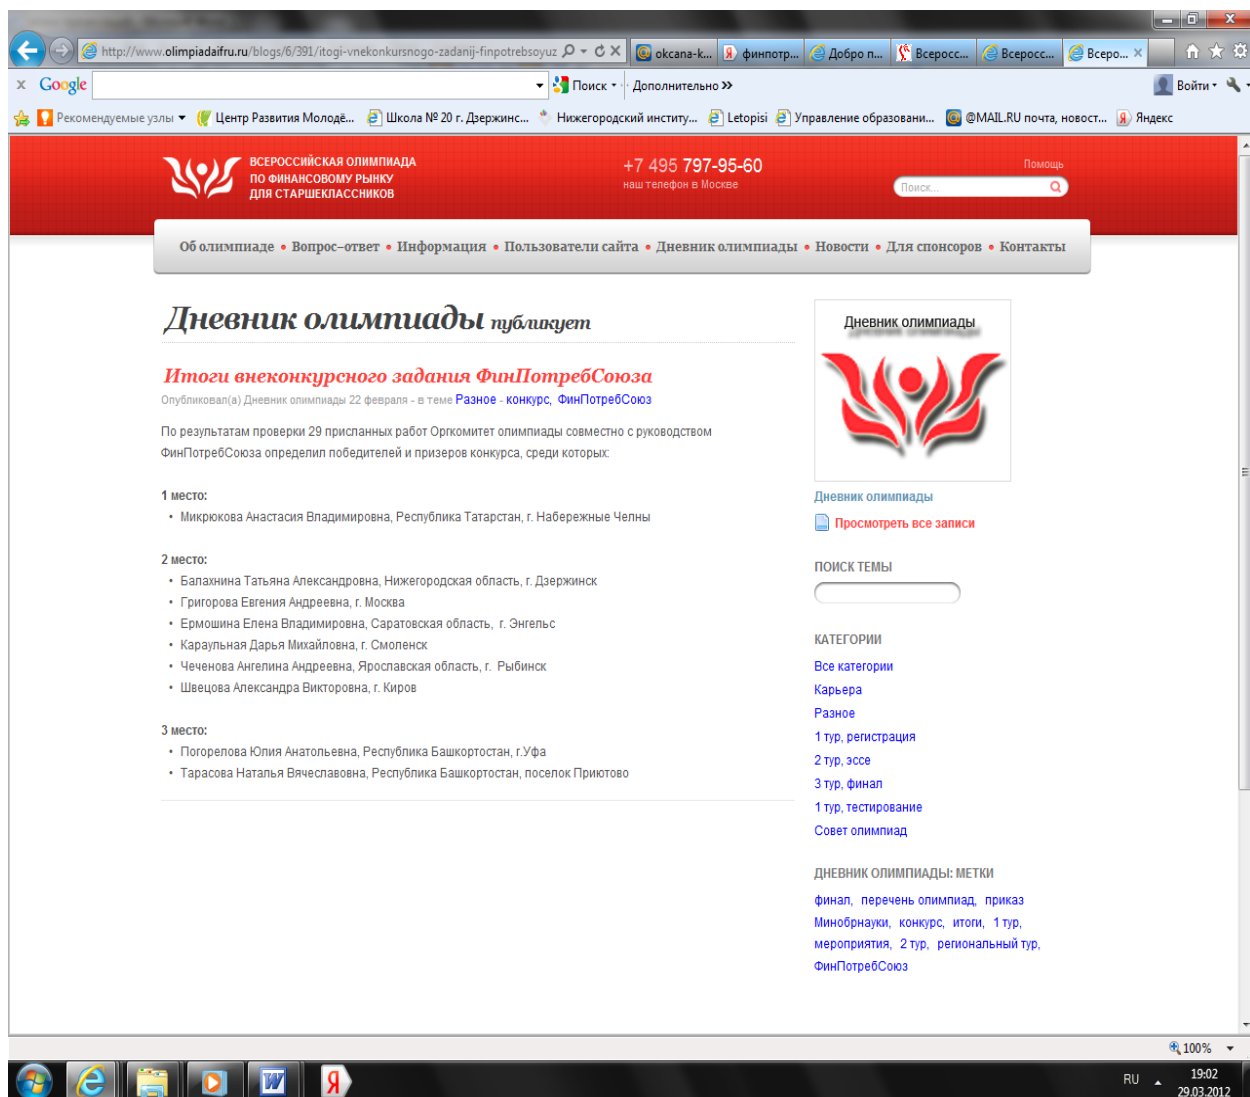 http://www.olimpiadaifru.ru/blogs/6/391/itogi-vnekonkursnogo-zadanij-finpotrebsoyuz
oкcana-k...
финпотр...
Добро п...
Всеросс...
Всеросс...
Всеро...
x Google
Поиск
Дополнительно »
Войти
Рекомендуемые узлы
Центр Развития Молодё...
Школа № 20 г. Дзержинс...
Нижегородский институ...
Letopisi
Управление образовани...
@MAIL.RU почта, новост...
Яндекс
ВСЕРОССИЙСКАЯ ОЛИМПИАДА
ПО ФИНАНСОВОМУ РЫНКУ
ДЛЯ СТАРШЕКЛАССНИКОВ
+7 495 797-95-60
наш телефон в Москве
Помощь
Поиск...
Об олимпиаде • Вопрос–ответ • Информация • Пользователи сайта • Дневник олимпиады • Новости • Для спонсоров • Контакты
Дневник олимпиады публикует
Итоги внеконкурсного задания ФинПотребСоюза
Опубликовал(а) Дневник олимпиады 22 февраля - в теме Разное - конкурс, ФинПотребСоюз
По результатам проверки 29 присланных работ Оргкомитет олимпиады совместно с руководством
ФинПотребСоюза определил победителей и призеров конкурса, среди которых:
1 место:
• Микрюкова Анастасия Владимировна, Республика Татарстан, г. Набережные Челны
2 место:
• Балахнина Татьяна Александровна, Нижегородская область, г. Дзержинск
• Григорова Евгения Андреевна, г. Москва
• Ермошина Елена Владимировна, Саратовская область, г. Энгельс
• Караульная Дарья Михайловна, г. Смоленск
• Чеченова Ангелина Андреевна, Ярославская область, г. Рыбинск
• Швецова Александра Викторовна, г. Киров
3 место:
• Погорелова Юлия Анатольевна, Республика Башкортостан, г.Уфа
• Тарасова Наталья Вячеславовна, Республика Башкортостан, поселок Приютово
Дневник олимпиады
Дневник олимпиады
Просмотреть все записи
ПОИСК ТЕМЫ
КАТЕГОРИИ
Все категории
Карьера
Разное
1 тур, регистрация
2 тур, эссе
3 тур, финал
1 тур, тестирование
Совет олимпиад
ДНЕВНИК ОЛИМПИАДЫ: МЕТКИ
финал, перечень олимпиад, приказ
Минобрнауки, конкурс, итоги, 1 тур,
мероприятия, 2 тур, региональный тур,
ФинПотребСоюз
100%
RU
19:02
29.03.2012